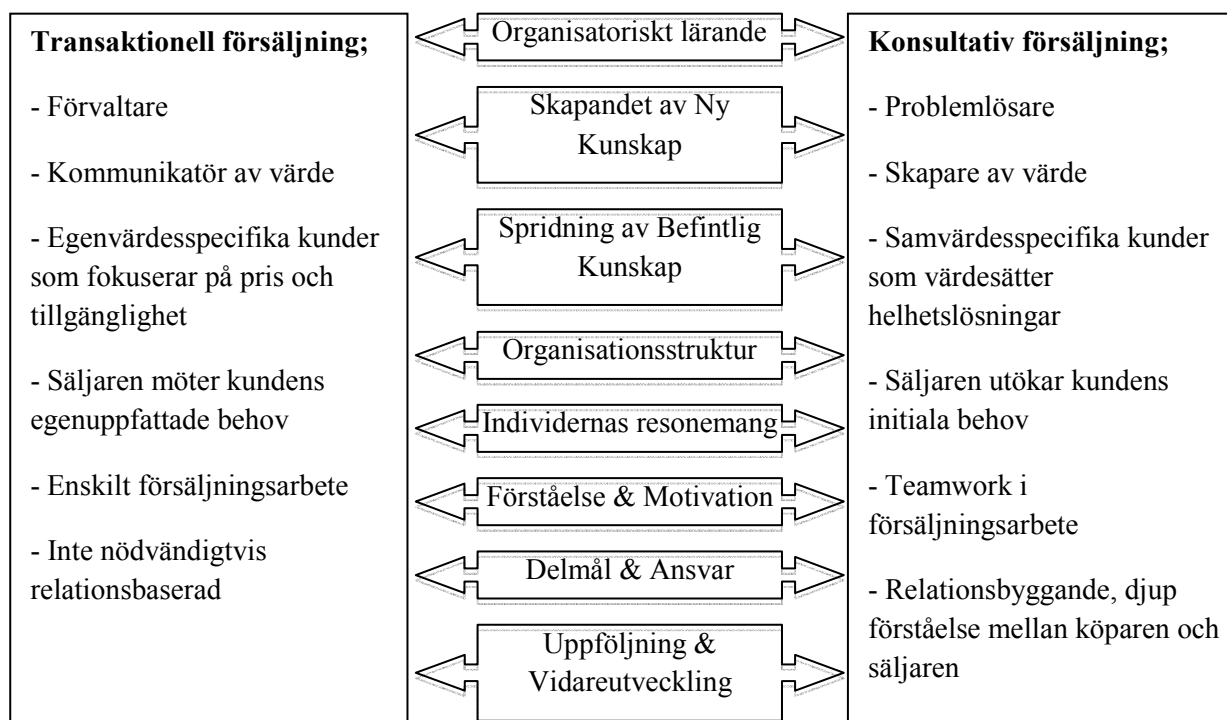 Transaktionell försäljning;
- Förvaltare
- Kommunikatör av värde
- Egenvärdesspecifika kunder
som fokuserar på pris och
tillgänglighet
- Säljaren möter kundens
egenuppfattade behov
- Enskilt försäljningsarbete
- Inte nödvändigtvis
relationsbaserad
Organisatoriskt lärande
Skapandet av Ny
Kunskap
Spridning av Befintlig
Kunskap
Organisationsstruktur
Individernas resonemang
Förståelse & Motivation
Delmål & Ansvar
Uppföljning &
Vidareutveckling
Konsultativ försäljning;
- Problemlösare
- Skapare av värde
- Samvärdesspecifika kunder
som värdesätter
helhetslösningar
- Säljaren utökar kundens
initiala behov
- Teamwork i
försäljningsarbete
- Relationsbyggande, djup
förståelse mellan köparen och
säljaren